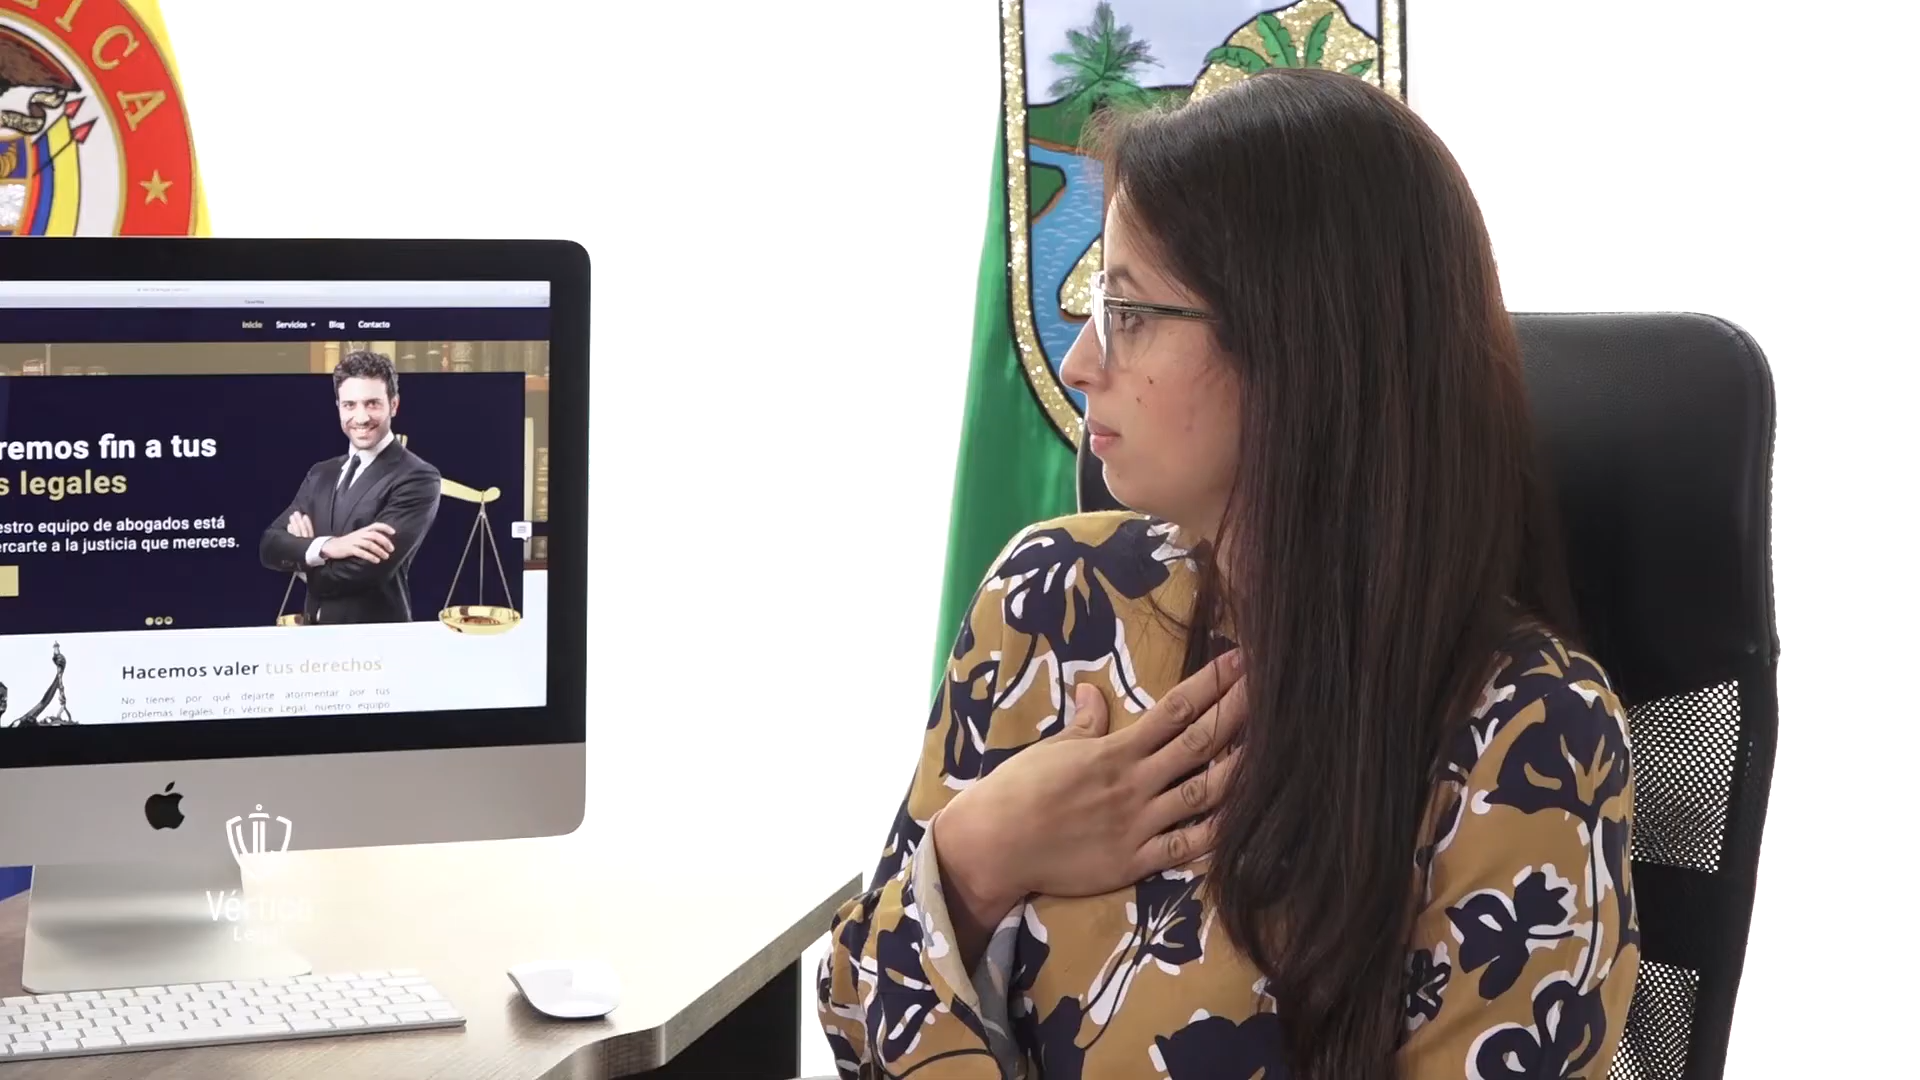 LICA
Inicio Servicios Blog Contacto
remos fin a tus
s legales
estro equipo de abogados está
ercarte a la justicia que mereces.
Hacemos valer tus derechos
No tienes por qué dejarte atormentar por tus
problemas legales. En Vértice Legal, nuestro equipo
Vértice
Legal